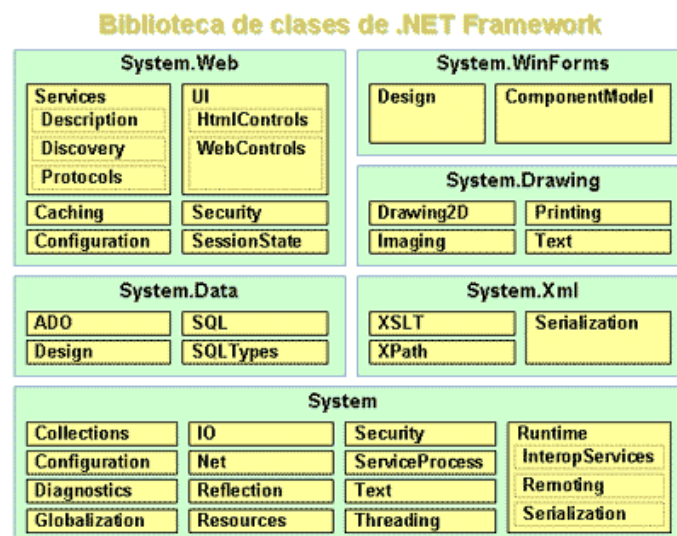 Biblioteca de clases de .NET Framework
System.Web
Services
Description
Discovery
Protocols
UI
HtmlControls
WebControls
Caching
Security
Configuration
SessionState
System.WinForms
Design
ComponentModel
System.Drawing
Drawing2D
Printing
Imaging
Text
System.Data
ADO
SQL
Design
SQLTypes
System.Xml
XSLT
Serialization
XPath
System
Collections
Configuration
Diagnostics
Globalization
IO
Net
Reflection
Resources
Security
ServiceProcess
Text
Threading
Runtime
InteropServices
Remoting
Serialization